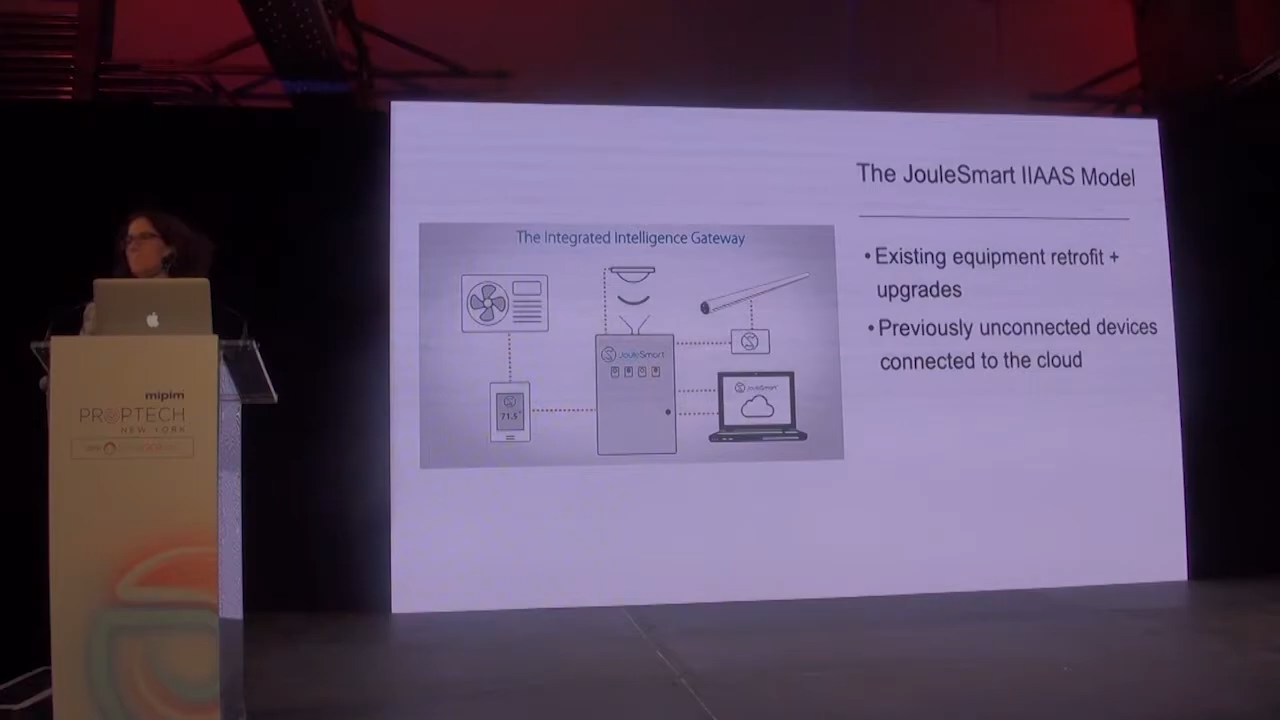 The JouleSmart IIAAS Model
The Integrated Intelligence Gateway
• Existing equipment retrofit +
upgrades
• Previously unconnected devices
connected to the cloud
JouleSmart
JouleSmart
71.5°
mipim
PROPTECH
NEW YORK